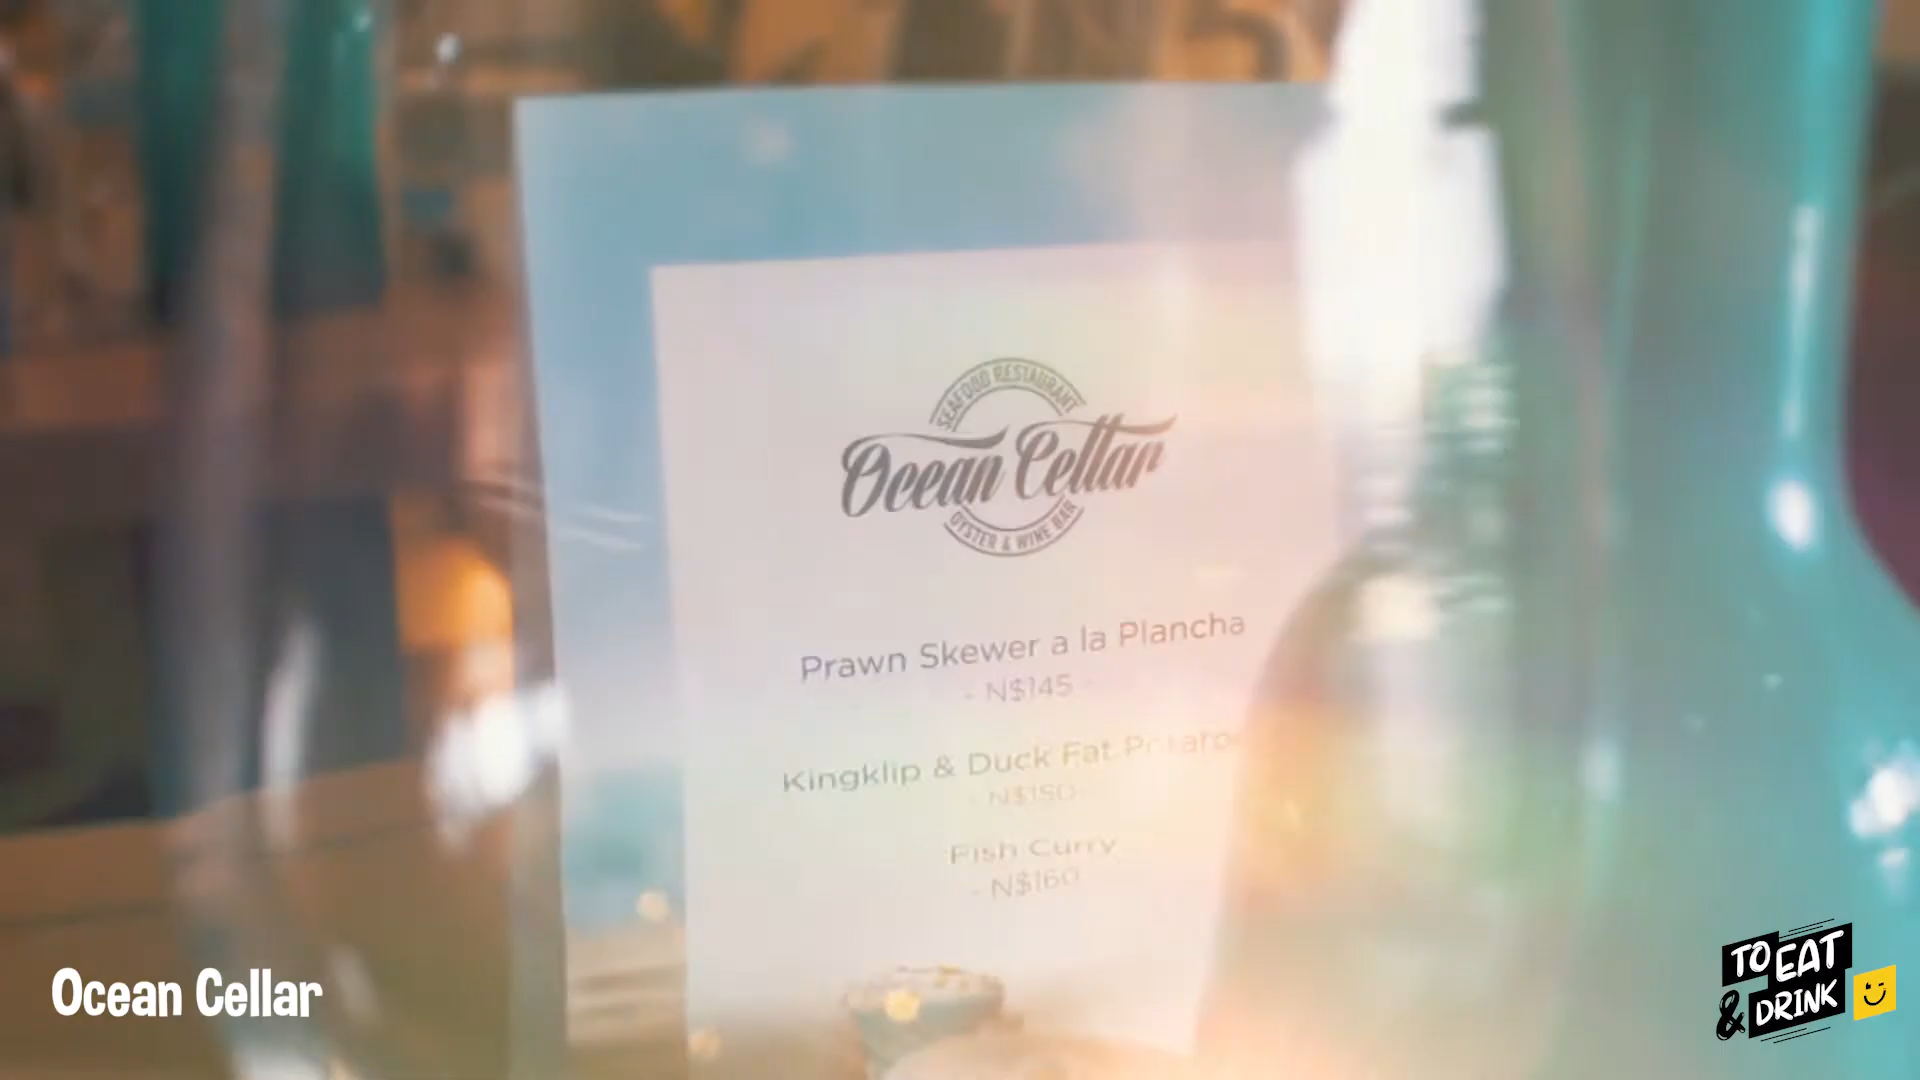 SEAFOOD RESTAURANT
Ocean Cellar
OYSTER & WINE BAR
Prawn Skewer a la Plancha
- N$145 -
Kingklip & Duck Fat
- N$150 -
Fish Curry
- N$160
Ocean Cellar
TO EAT
& DRINK